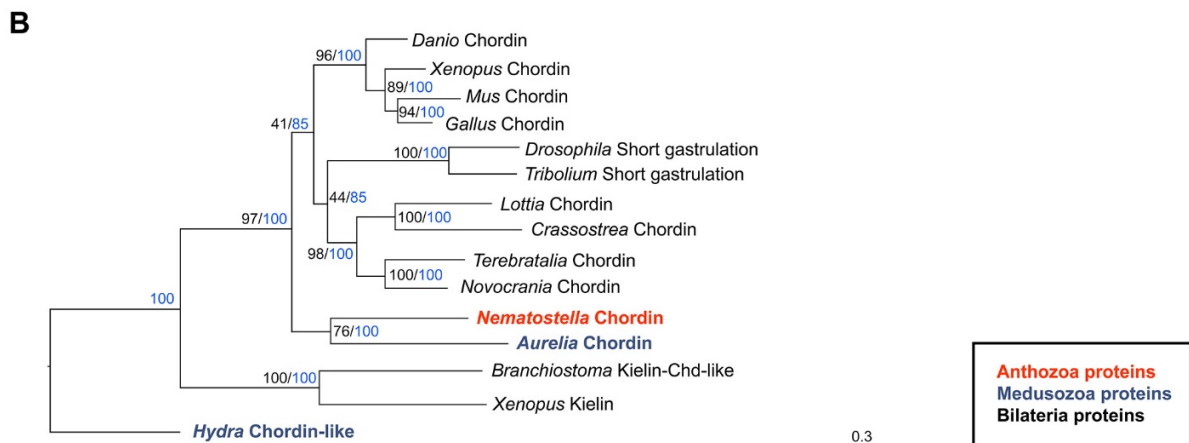 B
Danio Chordin
96/100
Xenopus Chordin
89/100
Mus Chordin
94/100
Gallus Chordin
41/85
Drosophila Short gastrulation
100/100
Tribolium Short gastrulation
44/85
Lottia Chordin
100/100
Crassostrea Chordin
97/100
98/100
Terebratalia Chordin
100/100
Novocrania Chordin
100
Nematostella Chordin
76/100
Aurelia Chordin
Branchiostoma Kielin-Chd-like
100/100
Xenopus Kielin
Hydra Chordin-like
0.3
Anthozoa proteins
Medusozoa proteins
Bilateria proteins